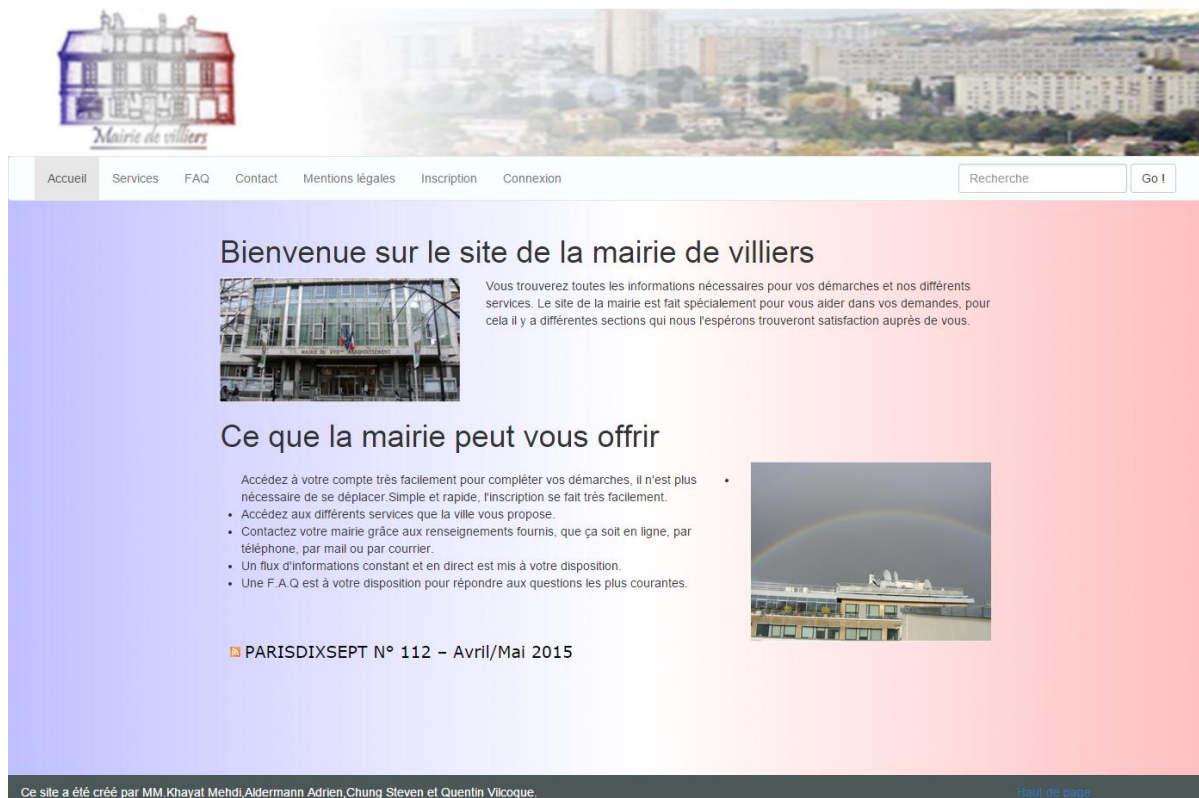 Mairie de villiers
Accueil Services FAQ Contact Mentions légales Inscription Connexion Recherche Go !
Bienvenue sur le site de la mairie de villiers
Vous trouverez toutes les informations nécessaires pour vos démarches et nos différents
services. Le site de la mairie est fait spécialement pour vous aider dans vos demandes, pour
cela il y a différentes sections qui nous l'espérons trouveront satisfaction auprès de vous.
MAIRIE DU XVIIe ARRONDISSEMENT
Ce que la mairie peut vous offrir
Accédez à votre compte très facilement pour compléter vos démarches, il n'est plus
nécessaire de se déplacer.Simple et rapide, l'inscription se fait très facilement.
• Accédez aux différents services que la ville vous propose.
• Contactez votre mairie grâce aux renseignements fournis, que ça soit en ligne, par
téléphone, par mail ou par courrier.
• Un flux d'informations constant et en direct est mis à votre disposition.
• Une F.A.Q est à votre disposition pour répondre aux questions les plus courantes.
PARISDIXSEPT N° 112 – Avril/Mai 2015
Ce site a été créé par MM.Khayat Mehdi,Aldermann Adrien,Chung Steven et Quentin Vilcoque.
Haut de page